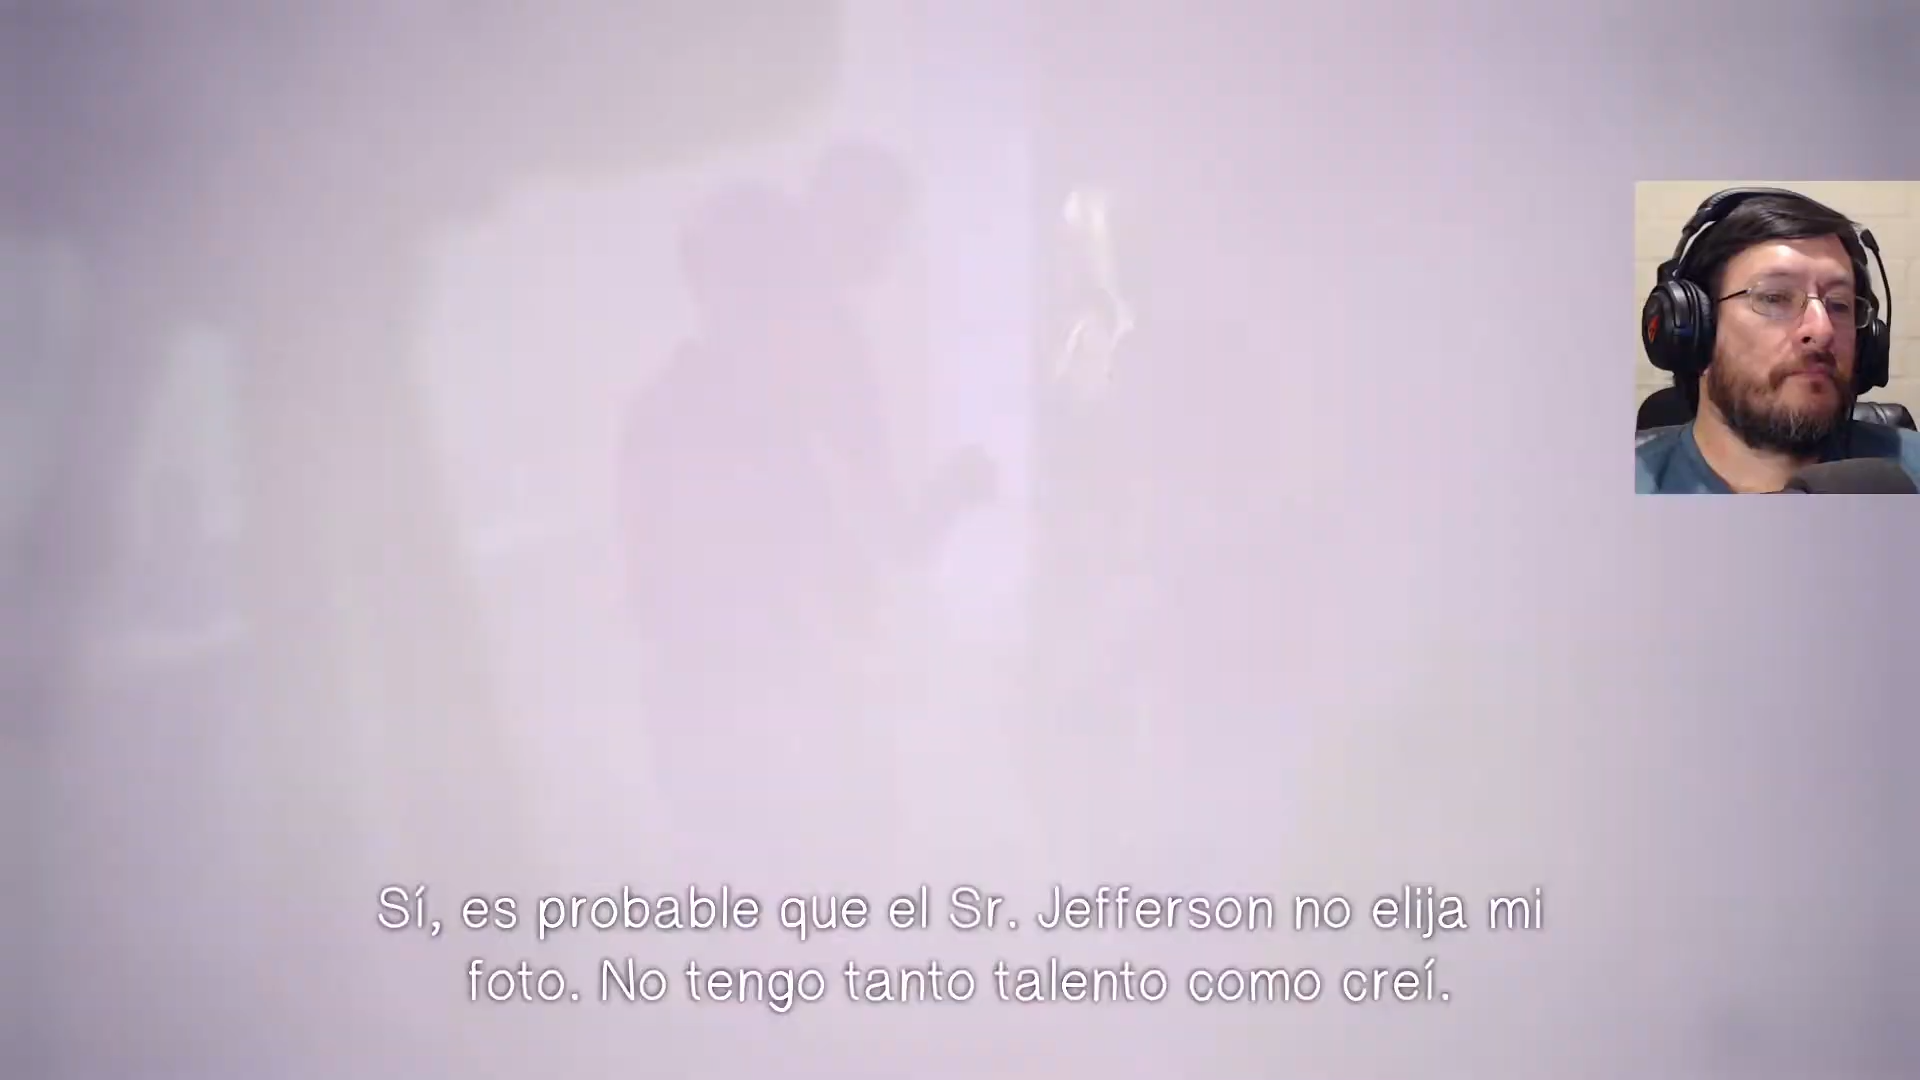 Sí, es probable que el Sr. Jefferson no elija mi
foto. No tengo tanto talento como creí.